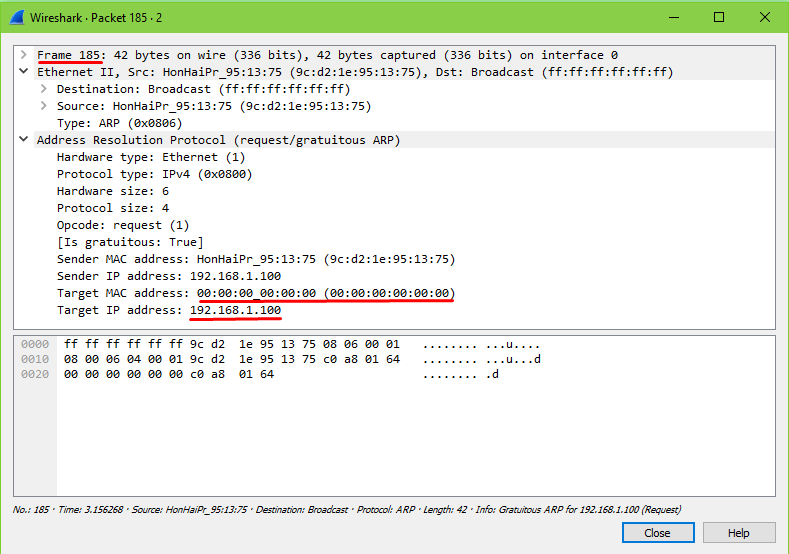 Wireshark · Packet 185 · 2
Frame 185: 42 bytes on wire (336 bits), 42 bytes captured (336 bits) on interface 0
Ethernet II, Src: HonHaiPr_95:13:75 (9c:d2:1e:95:13:75), Dst: Broadcast (ff:ff:ff:ff:ff:ff)
Destination: Broadcast (ff:ff:ff:ff:ff:ff)
Source: HonHaiPr_95:13:75 (9c:d2:1e:95:13:75)
Type: ARP (0x0806)
Address Resolution Protocol (request/gratuitous ARP)
Hardware type: Ethernet (1)
Protocol type: IPv4 (0x0800)
Hardware size: 6
Protocol size: 4
Opcode: request (1)
[Is gratuitous: True]
Sender MAC address: HonHaiPr_95:13:75 (9c:d2:1e:95:13:75)
Sender IP address: 192.168.1.100
Target MAC address: 00:00:00_00:00:00 (00:00:00:00:00:00)
Target IP address: 192.168.1.100
0000 ff ff ff ff ff ff 9c d2 1e 95 13 75 08 06 00 01 ........ ...u....
0010 08 00 06 04 00 01 9c d2 1e 95 13 75 c0 a8 01 64 ........ ...u...d
0020 00 00 00 00 00 00 c0 a8 01 64 ........ .d
No.: 185 · Time: 3.156268 · Source: HonHaiPr_95:13:75 · Destination: Broadcast · Protocol: ARP · Length: 42 · Info: Gratuitous ARP for 192.168.1.100 (Request)
Close Help